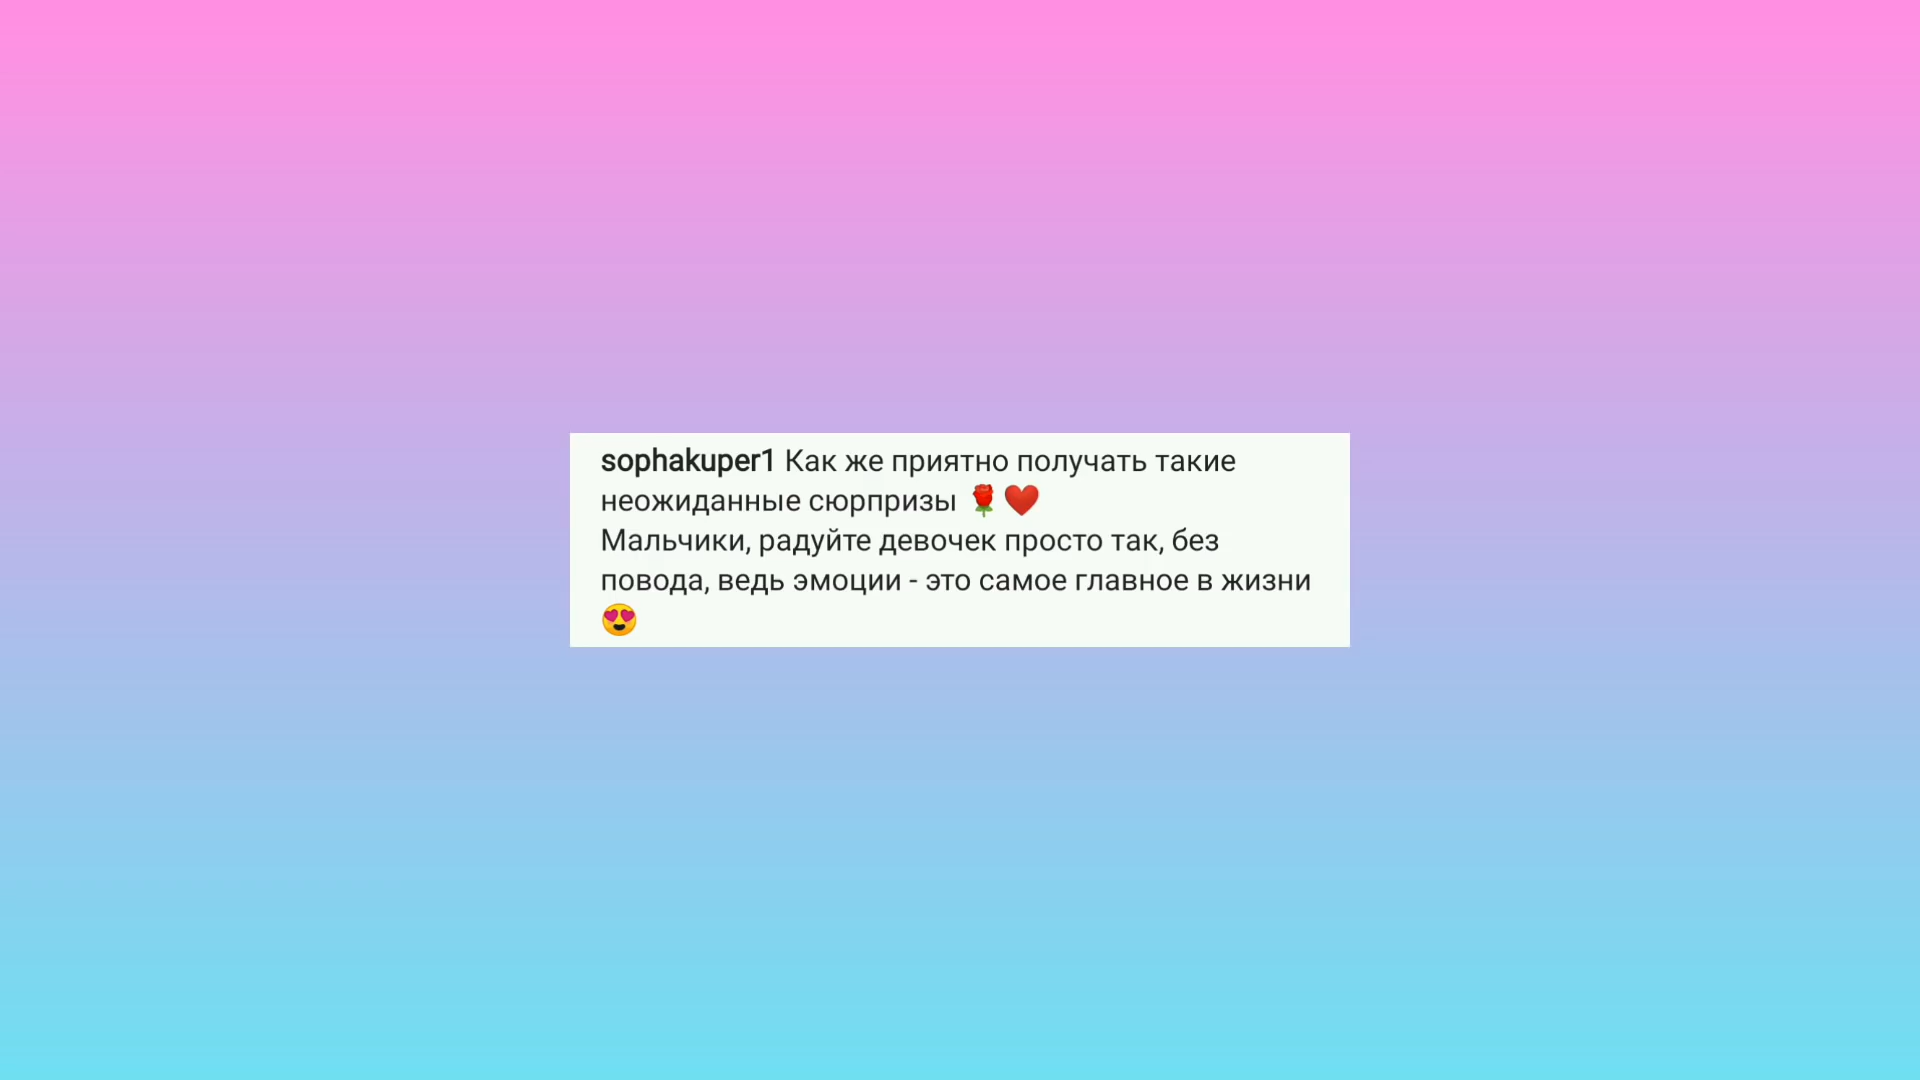 sophakuper1 Как же приятно получать такие
неожиданные сюрпризы 🌹❤️
Мальчики, радуйте девочек просто так, без
повода, ведь эмоции - это самое главное в жизни
😍